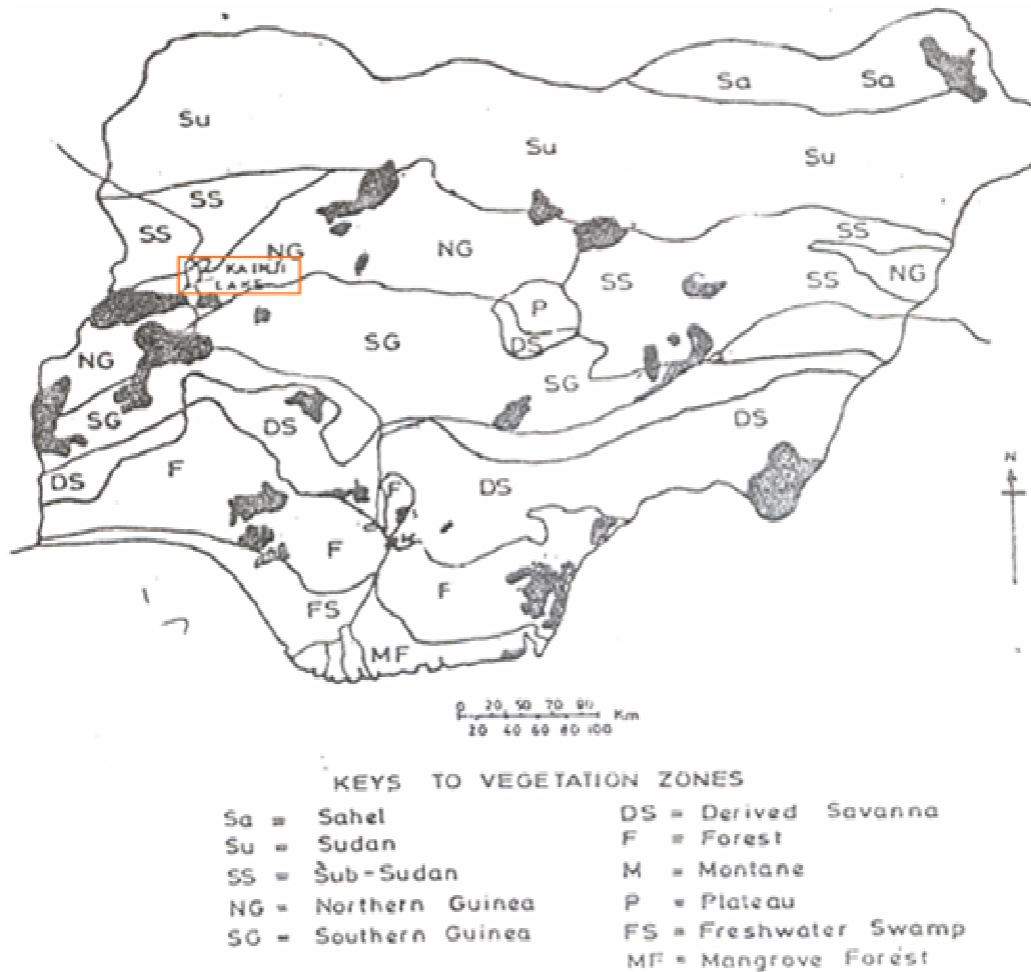 Sa
Sa
Su
Su
Su
SS
SS
SS
NG
NG
KAINJI
LAKE
SS
SS
NG
P
DS
NG
SG
SG
SG
DS
DS
DS
F
DS
F
F
F
FS
MF
N
0 20 50 70 90
Km
20 40 60 80 100
KEYS TO VEGETATION ZONES
Sa = Sahel
Su = Sudan
SS = Sub-Sudan
NG = Northern Guinea
SG = Southern Guinea
DS = Derived Savanna
F = Forest
M = Montane
P = Plateau
FS = Freshwater Swamp
MF = Mangrove Forest